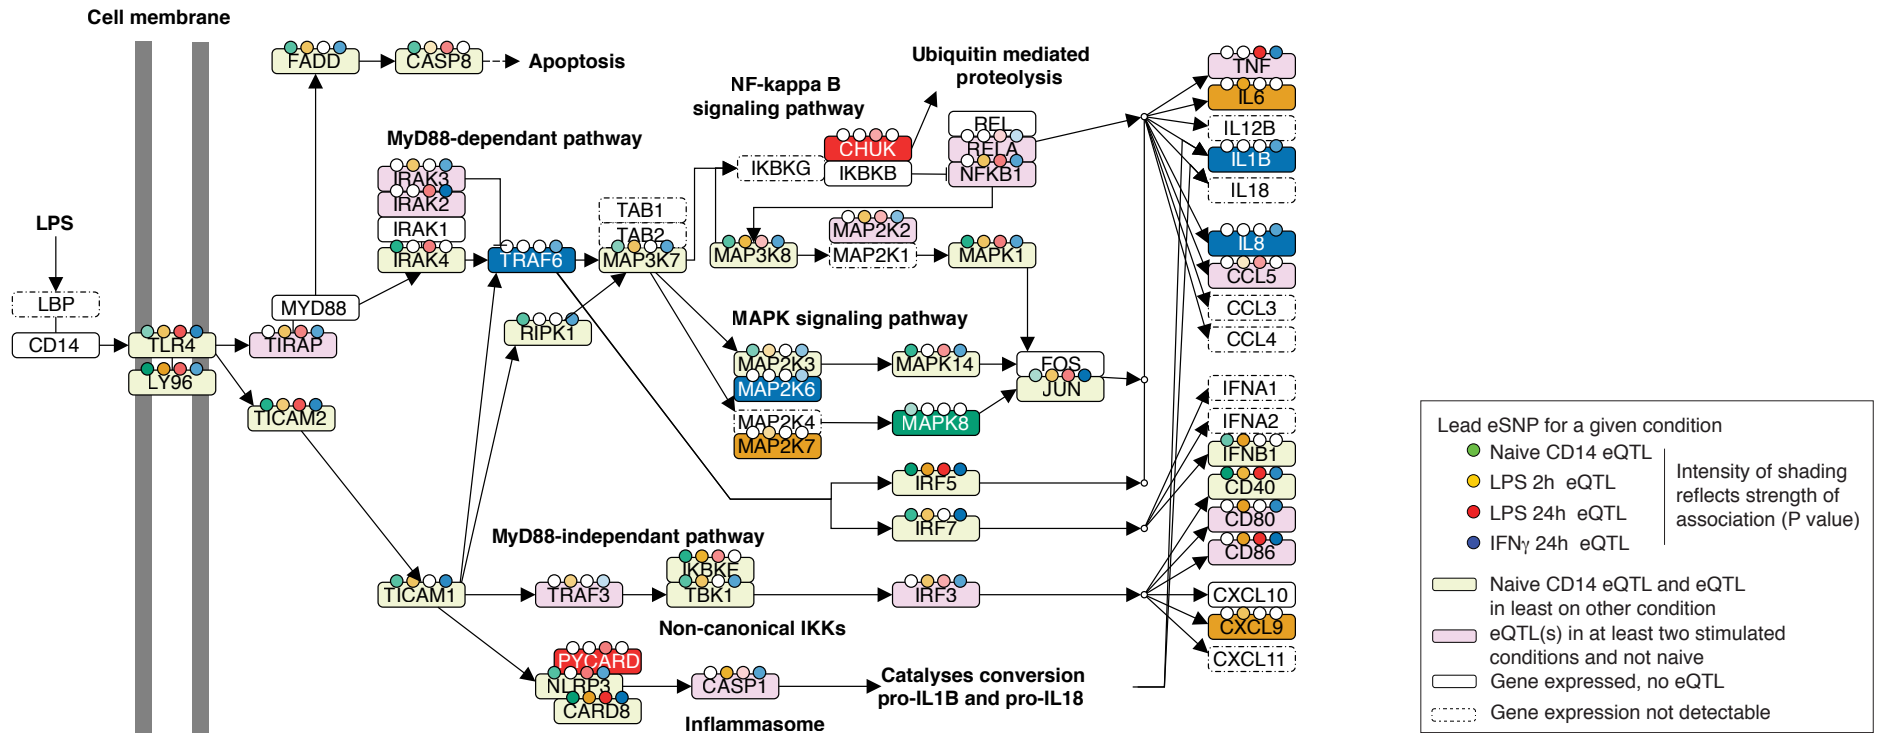 Cell membrane
FADD
CASP8
Apoptosis
Ubiquitin mediated
proteolysis
NF-kappa B
signaling pathway
MyD88-dependant pathway
IRAK3
IRAK2
IRAK1
IRAK4
TRAF6
TAB1
TAB2
MAP3K7
IKBKG
CHUK
IKBKB
REL
RELA
NFKB1
MAP3K8
MAP2K2
MAP2K1
MAPK1
LPS
LBP
CD14
MYD88
TLR4
LY96
TIRAP
TICAM2
RIPK1
MAPK signaling pathway
MAP2K3
MAP2K6
MAP2K4
MAP2K7
MAPK14
MAPK8
FOS
JUN
IRF5
IRF7
MyD88-independant pathway
TICAM1
TRAF3
IKBKE
TBK1
IRF3
Non-canonical IKKs
PYCARD
NLRP3
CARD8
CASP1
Inflammasome
Catalyses conversion
pro-IL1B and pro-IL18
TNF
IL6
IL12B
IL1B
IL18
IL8
CCL5
CCL3
CCL4
IFNA1
IFNA2
IFNB1
CD40
CD80
CD86
CXCL10
CXCL9
CXCL11
Lead eSNP for a given condition
Naive CD14 eQTL
LPS 2h eQTL
LPS 24h eQTL
IFNγ 24h eQTL
Intensity of shading
reflects strength of
association (P value)
Naive CD14 eQTL and eQTL
in least on other condition
eQTL(s) in at least two stimulated
conditions and not naive
Gene expressed, no eQTL
Gene expression not detectable